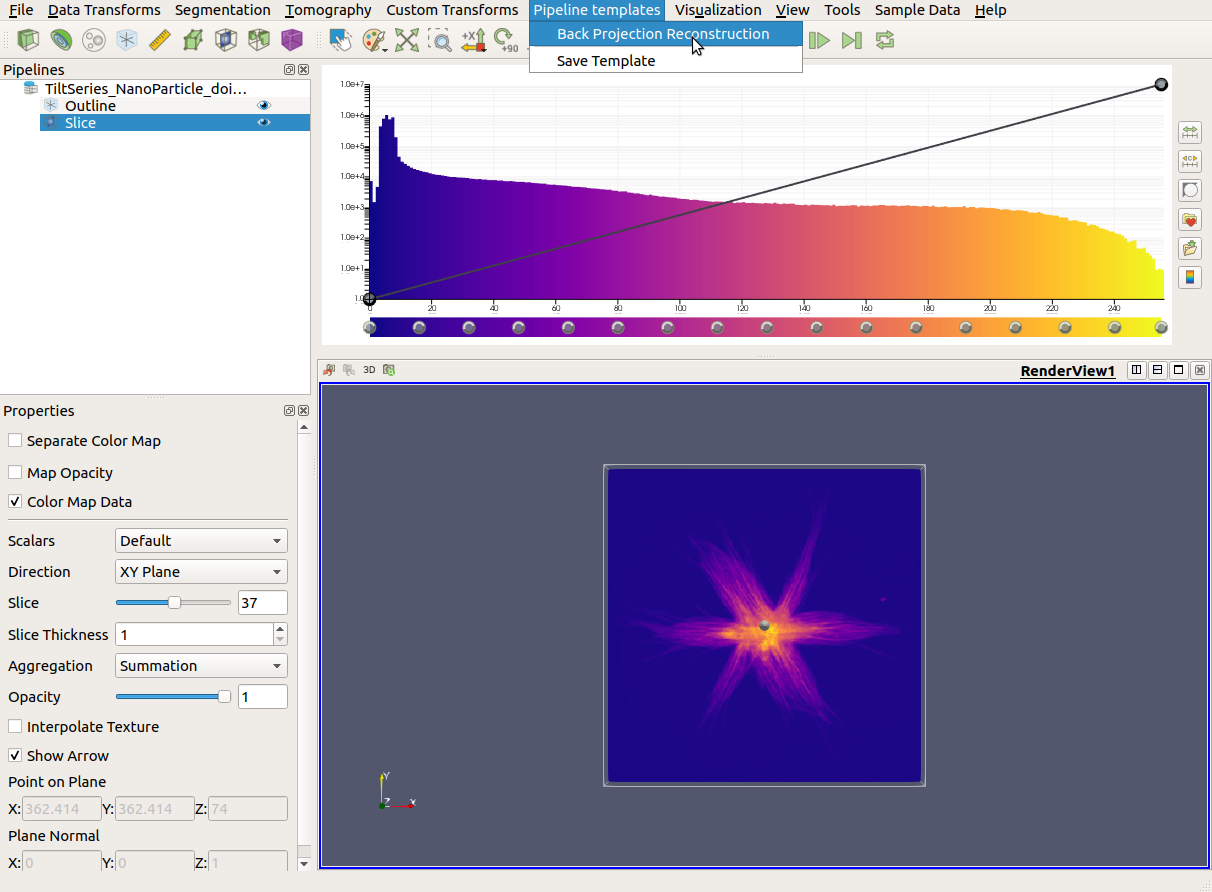 File Data Transforms Segmentation Tomography Custom Transforms Pipeline templates Visualization View Tools Sample Data Help
Back Projection Reconstruction
Save Template
+X
+90
Pipelines
TiltSeries_NanoParticle_doi...
Outline
Slice
1.0e+7
1.0e+6
1.0e+5
1.0e+4
1.0e+3
1.0e+2
1.0e+1
1.0
0 20 40 60 80 100 120 140 160 180 200 220 240
C
3D
RenderView1
Properties
Separate Color Map
Map Opacity
Color Map Data
Scalars Default
Direction XY Plane
Slice 37
Slice Thickness 1
Aggregation Summation
Opacity 1
Interpolate Texture
Show Arrow
Point on Plane
X: 362.414 Y: 362.414 Z: 74
Plane Normal
X: 0 Y: 0 Z: 1
Y
Z X